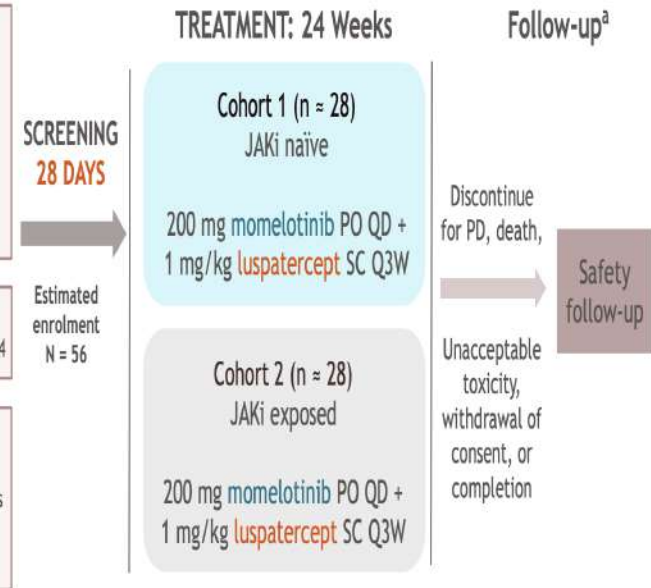 TREATMENT: 24 Weeks
Follow-upª
SCREENING
28 DAYS
Estimated
enrolment
N = 56
4
s
Cohort 1 (n ≈ 28)
JAKi naïve
200 mg momelotinib PO QD +
1 mg/kg luspatercept SC Q3W
Cohort 2 (n ≈ 28)
JAKi exposed
200 mg momelotinib PO QD +
1 mg/kg luspatercept SC Q3W
Discontinue
for PD, death,
Unacceptable
toxicity,
withdrawal of
consent, or
completion
Safety
follow-up